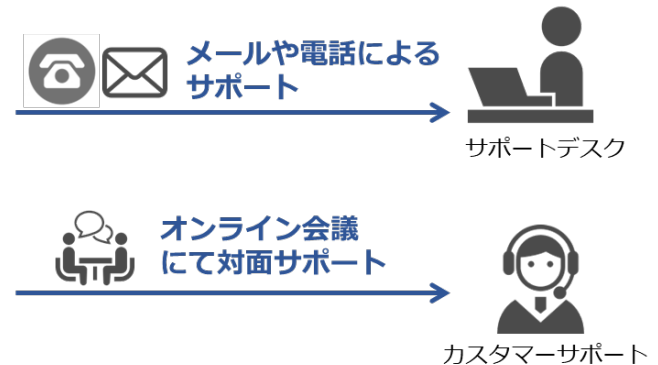 メールや電話による
サポート
サポートデスク
オンライン会議
にて対面サポート
カスタマーサポート